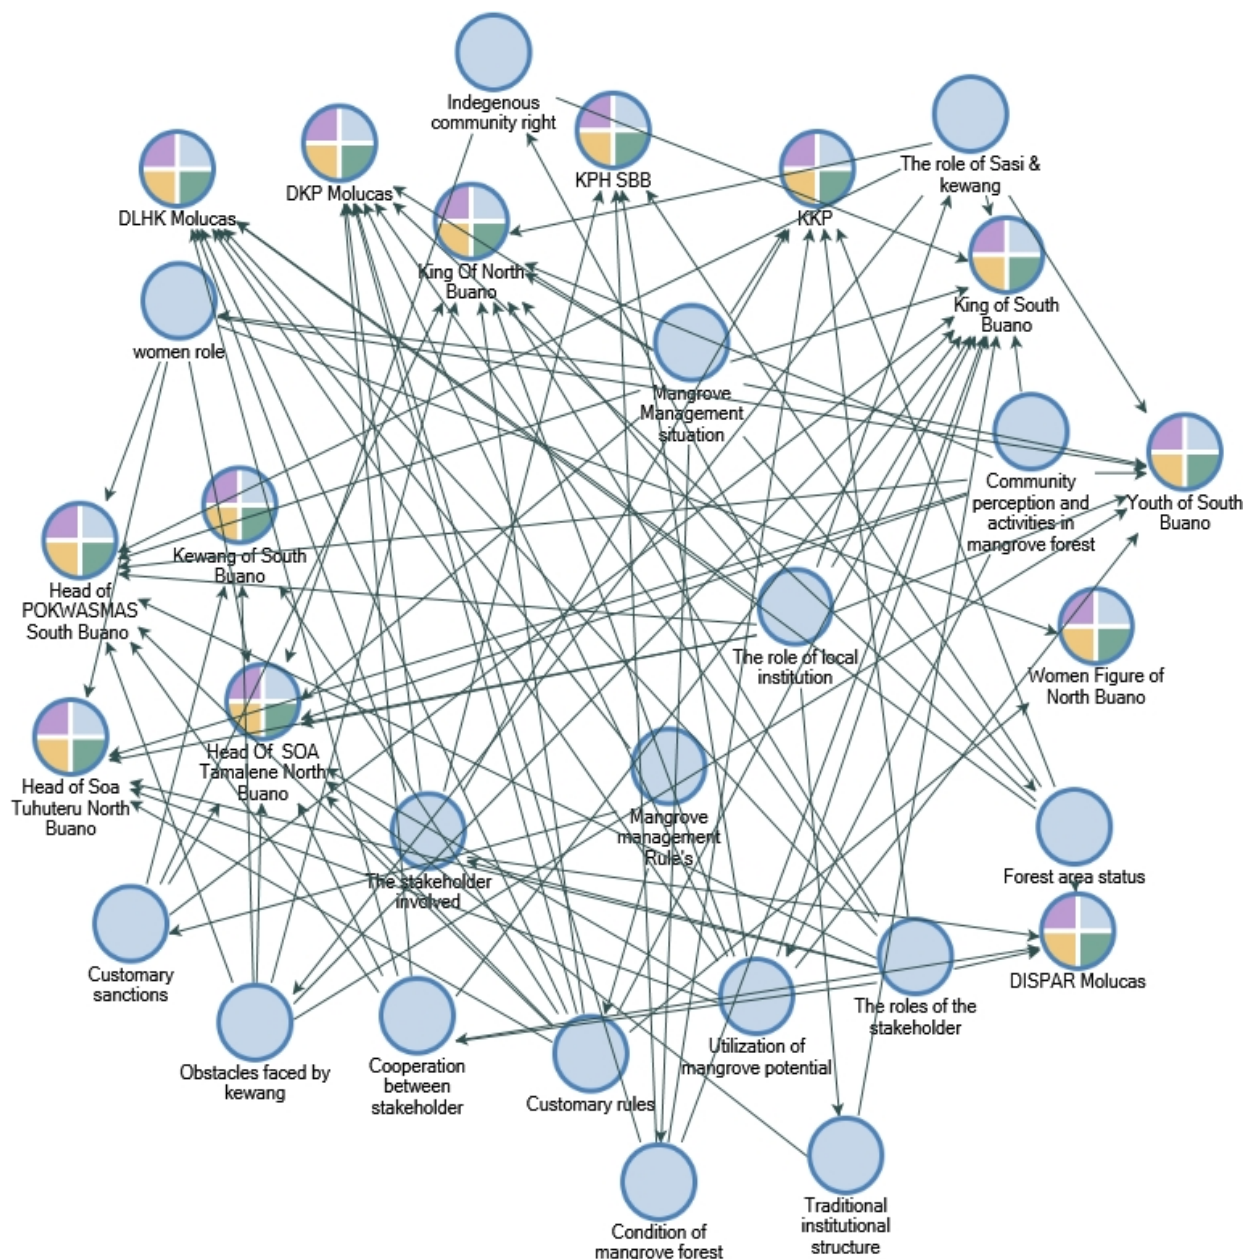 Indegenous
community right
DKP Molucas
KPH SBB
The role of Sasi &
kewang
DLHK Molucas
KKP
King Of North
Buano
King of South
Buano
women role
Mangrove
Management
situation
Community
perception and
activities in
mangrove forest
Youth of South
Buano
Kewang of South
Buano
Head of
POKWASMAS
South Buano
The role of local
institution
Women Figure of
North Buano
Head Of SOA
Tamalene North
Buano
Head of Soa
Tuhuteru North
Buano
Mangrove
management
Rule's
The stakeholder
involved
Forest area status
Customary
sanctions
DISPAR Molucas
The roles of the
stakeholder
Utilization of
mangrove potential
Obstacles faced by
kewang
Cooperation
between
stakeholder
Customary rules
Traditional
institutional
structure
Condition of
mangrove forest